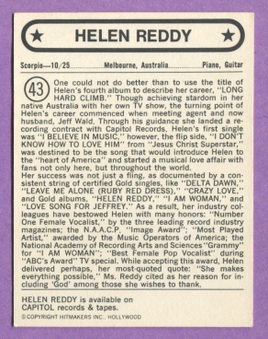 HELEN REDDY
Scorpio—10/25 Melbourne, Australia Piano, Guitar
43 One could not do better than to use the title of
Helen's fourth album to describe her career, "LONG
HARD CLIMB." Though achieving stardom in her
native Australia with her own TV show, the turning point of
Helen's career commenced when meeting agent and now
husband, Jeff Wald. Through his guidance she landed a re-
cording contract with Capitol Records. Helen's first single
was "I BELIEVE IN MUSIC", however, the flip side, "I DON'T
KNOW HOW TO LOVE HIM" from "Jesus Christ Superstar,"
was destined to be the song that would introduce Helen to
the "heart of America" and started a musical love affair with
fans not only here, but throughout the world.
Her success was not just a fling, as documented by a con-
sistent string of certified Gold singles, like "DELTA DAWN,"
"LEAVE ME ALONE (RUBY RED DRESS)," "CRAZY LOVE,"
and Gold albums, "HELEN REDDY," "I AM WOMAN," and
"LOVE SONG FOR JEFFREY." As a result, her many col-
leagues have bestowed Helen with many honors: "Number
One Female Vocalist," by the three leading record industry
magazines; the N.A.A.C.P. "Image Award"; "Most Played
Artist," awarded by the Music Operators of America; the
National Academy of Recording Arts and Sciences "Grammy"
for "I AM WOMAN"; "Best Female Pop Vocalist" during
"ABC's Award" TV special. While accepting this award, Helen
delivered perhaps, her most-quoted quote: "She makes
everything possible," Ms. Reddy cited as her reason for in-
cluding 'God' among those she wishes to thank.
HELEN REDDY is available on
CAPITOL records & tapes.
©COPYRIGHT HITMAKERS INC. HOLLYWOOD